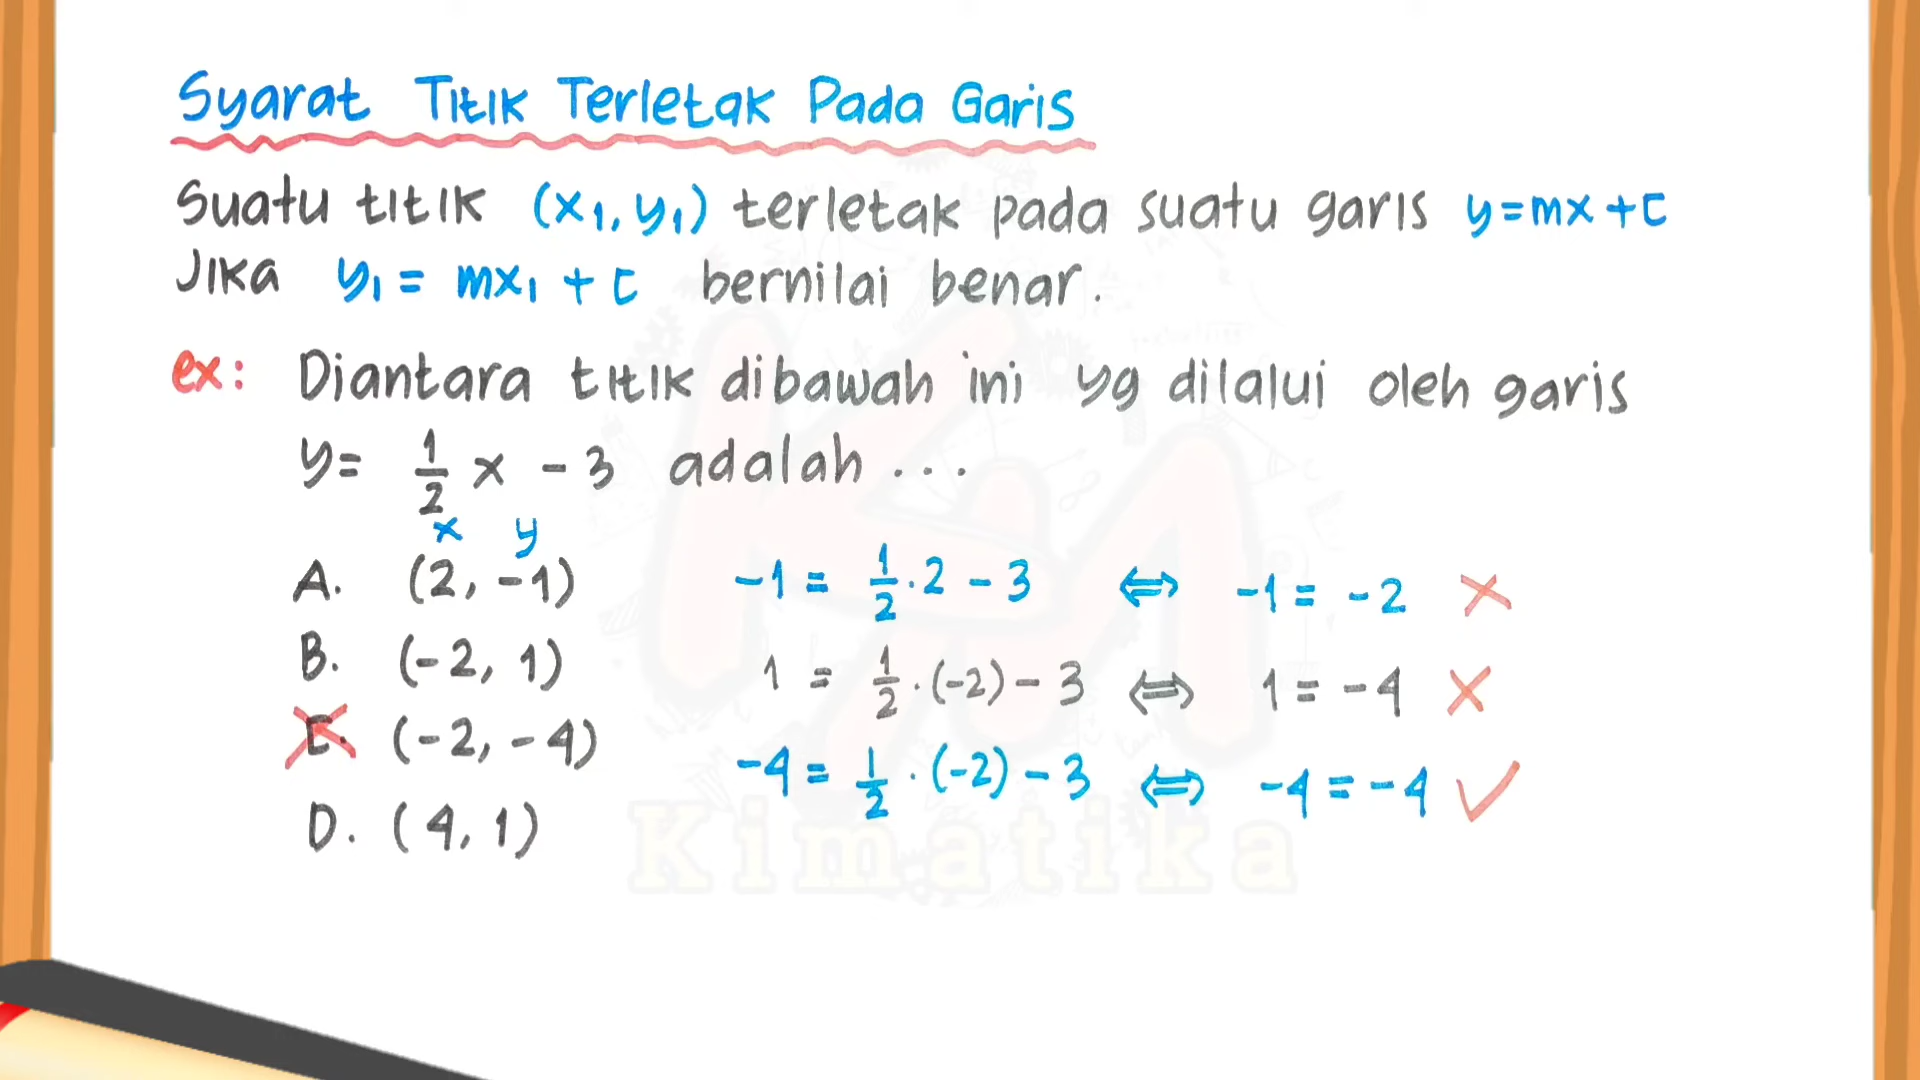 Syarat Titik Terletak Pada Garis
Suatu titik (x₁, y₁) terletak pada suatu garis y=mx+c
Jika y₁ = mx₁ + c bernilai benar.
ex: Diantara titik dibawah ini yg dilalui oleh garis
y= 1/2 x - 3 adalah ...
x y
A. (2, -1) -1 = 1/2 . 2 - 3 ⇔ -1 = -2 ✗
B. (-2, 1) 1 = 1/2 . (-2) - 3 ⇔ 1 = -4 ✗
C. (-2, -4) -4 = 1/2 . (-2) - 3 ⇔ -4 = -4 ✓
D. (4, 1)
KM
Kimatika